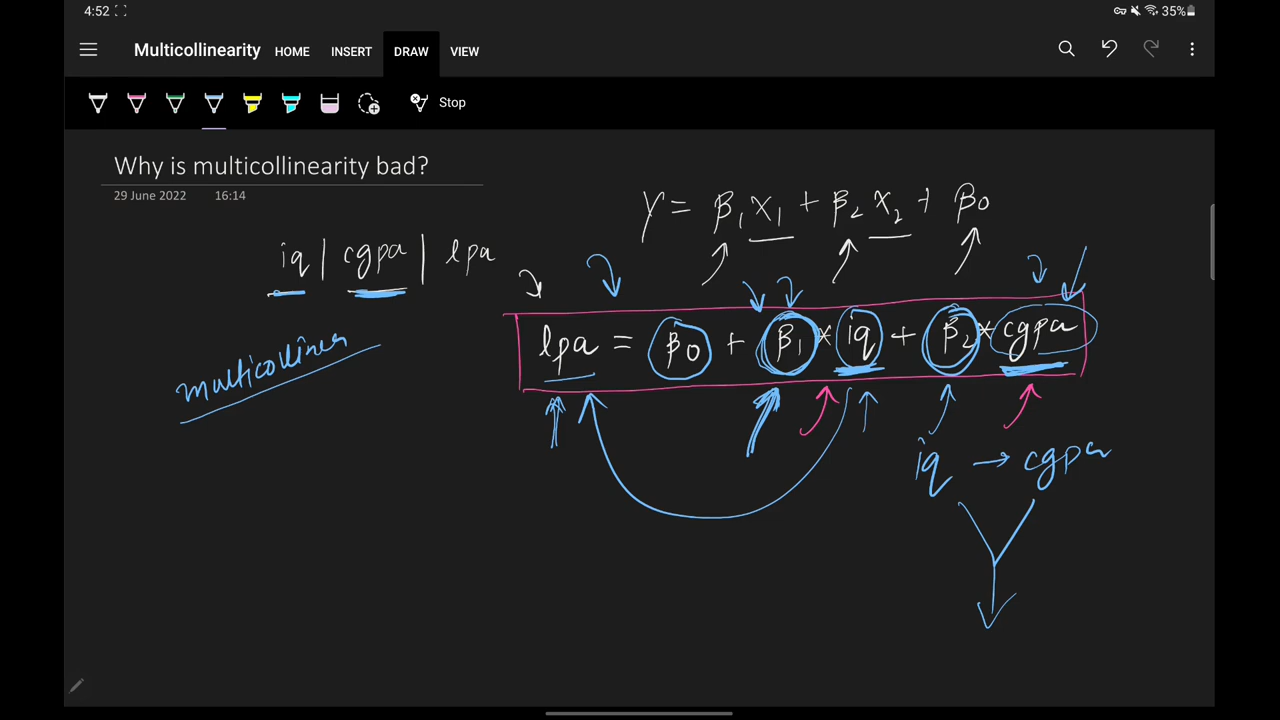 4:52 35%
Multicollinearity HOME INSERT DRAW VIEW
Stop
Why is multicollinearity bad?
29 June 2022 16:14
Y = β1 X1 + β2 X2 + β0
iq | cgpa | lpa
lpa = β0 + β1 * iq + β2 * cgpa
multicollinear
iq → cgpa